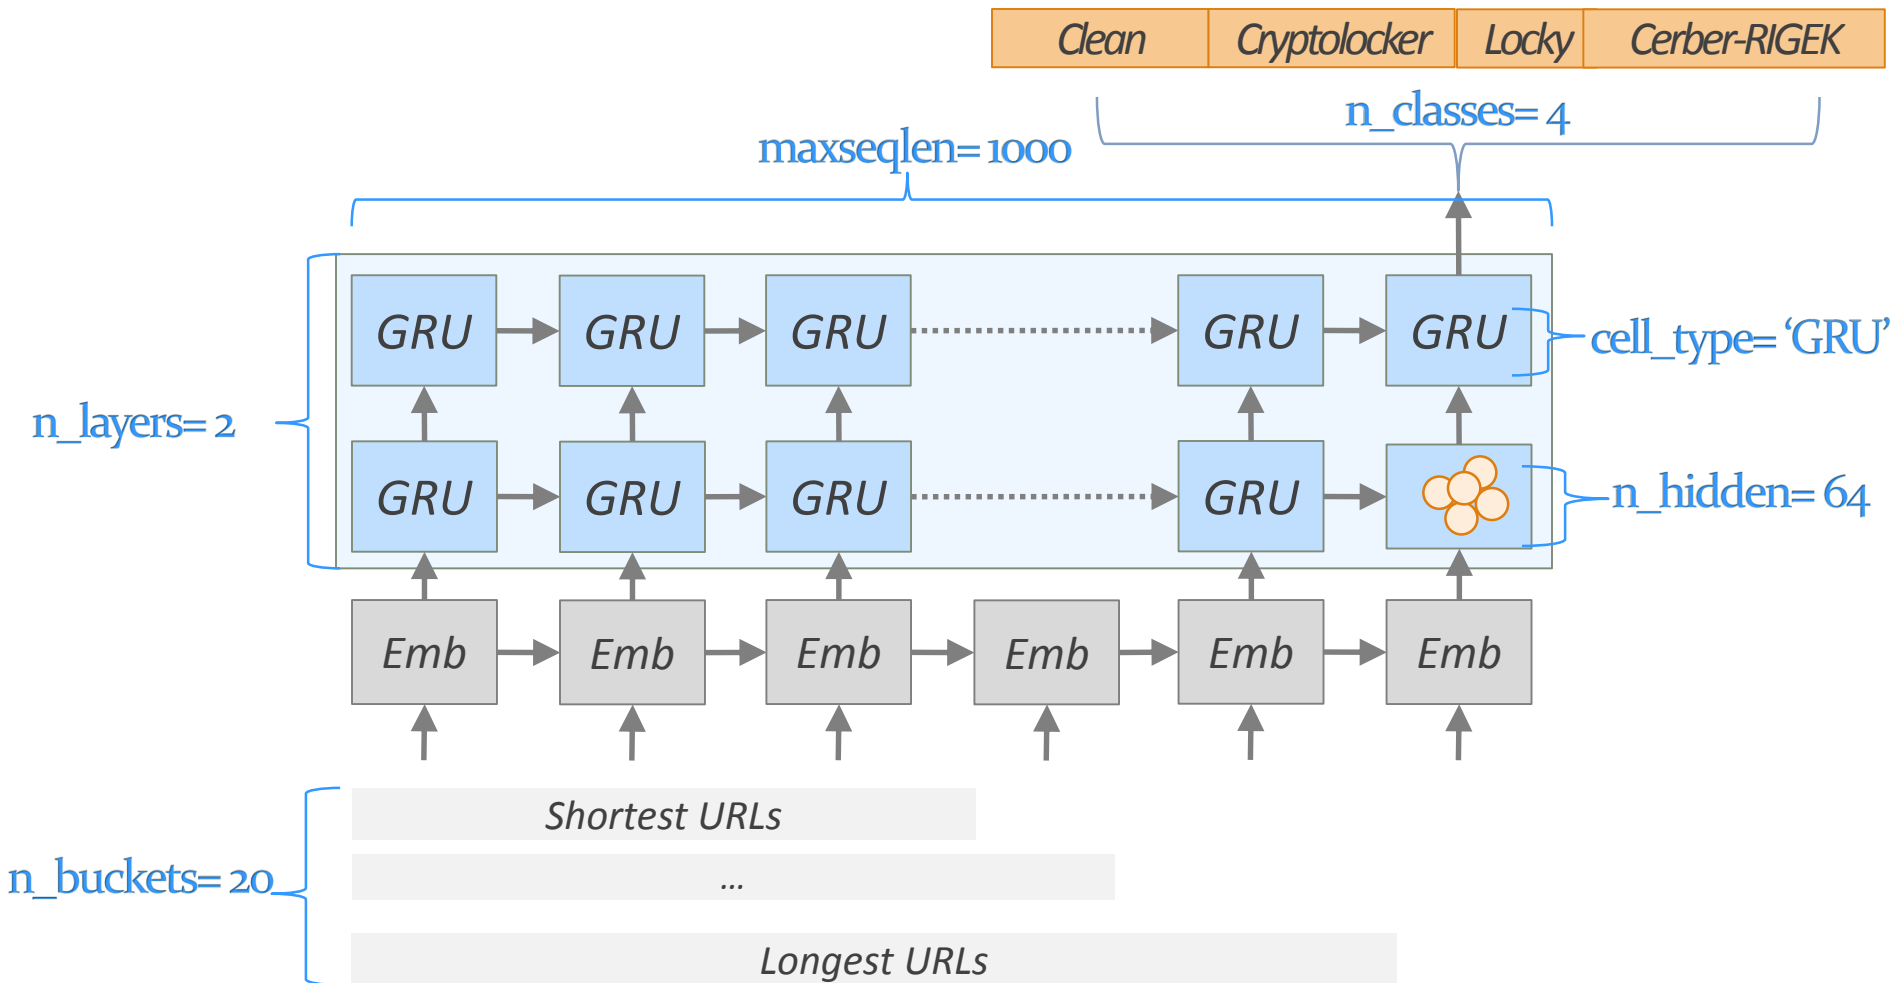 Clean Cryptolocker Locky Cerber-RIGEK
n_classes= 4
maxseqlen= 1000
GRU GRU GRU GRU GRU
cell_type= ‘GRU’
n_layers= 2
GRU GRU GRU GRU
n_hidden= 64
Emb Emb Emb Emb Emb Emb
Shortest URLs
n_buckets= 20
...
Longest URLs